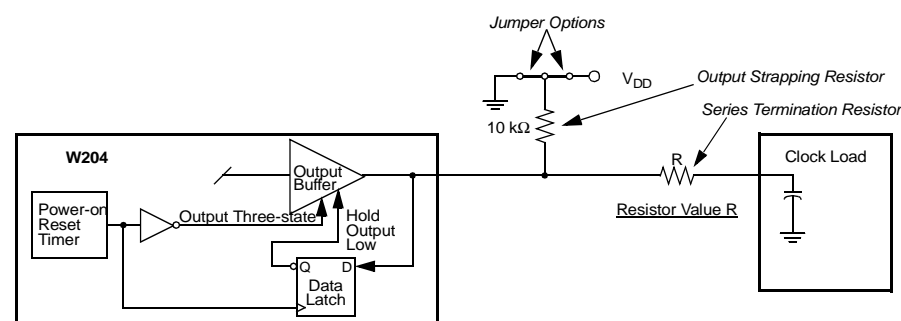 Jumper Options
V_DD
Output Strapping Resistor
Series Termination Resistor
10 kΩ
W204
Output
Buffer
R
Clock Load
Power-on
Reset
Timer
Output Three-state
Hold
Output
Low
Resistor Value R
Q
D
Data
Latch